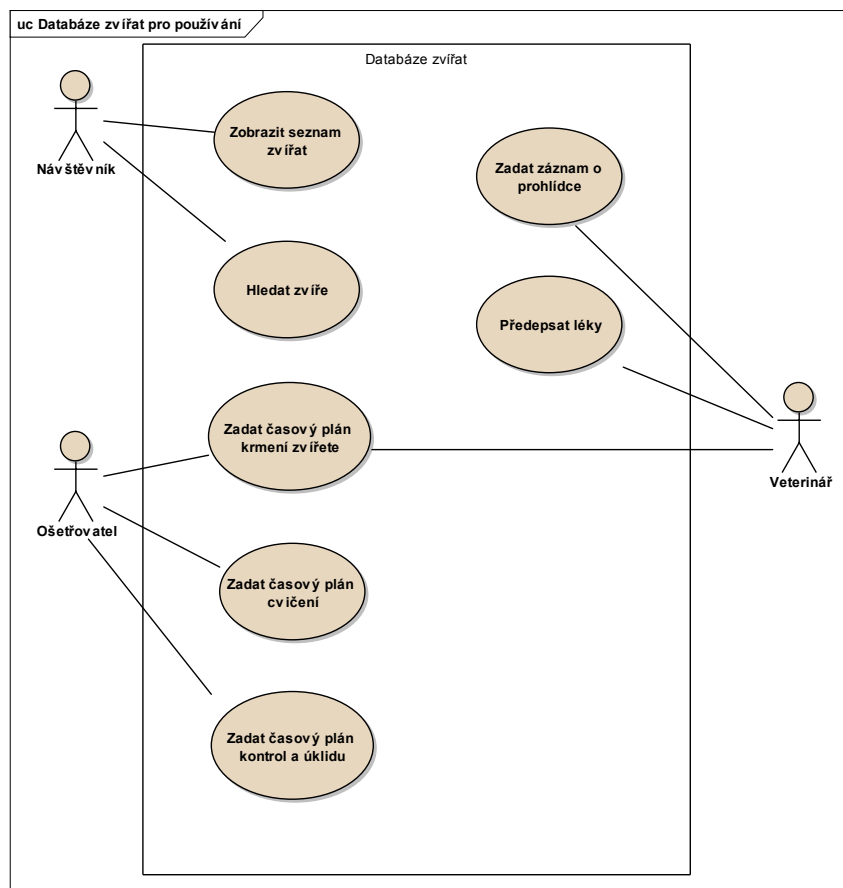 uc Databáze zvířat pro používání
Databáze zvířat
Návštěvník
Zobrazit seznam
zvířat
Zadat záznam o
prohlídce
Hledat zvíře
Předepsat léky
Zadat časový plán
krmení zvířete
Veterinář
Ošetřovatel
Zadat časový plán
cvičení
Zadat časový plán
kontrol a úklidu